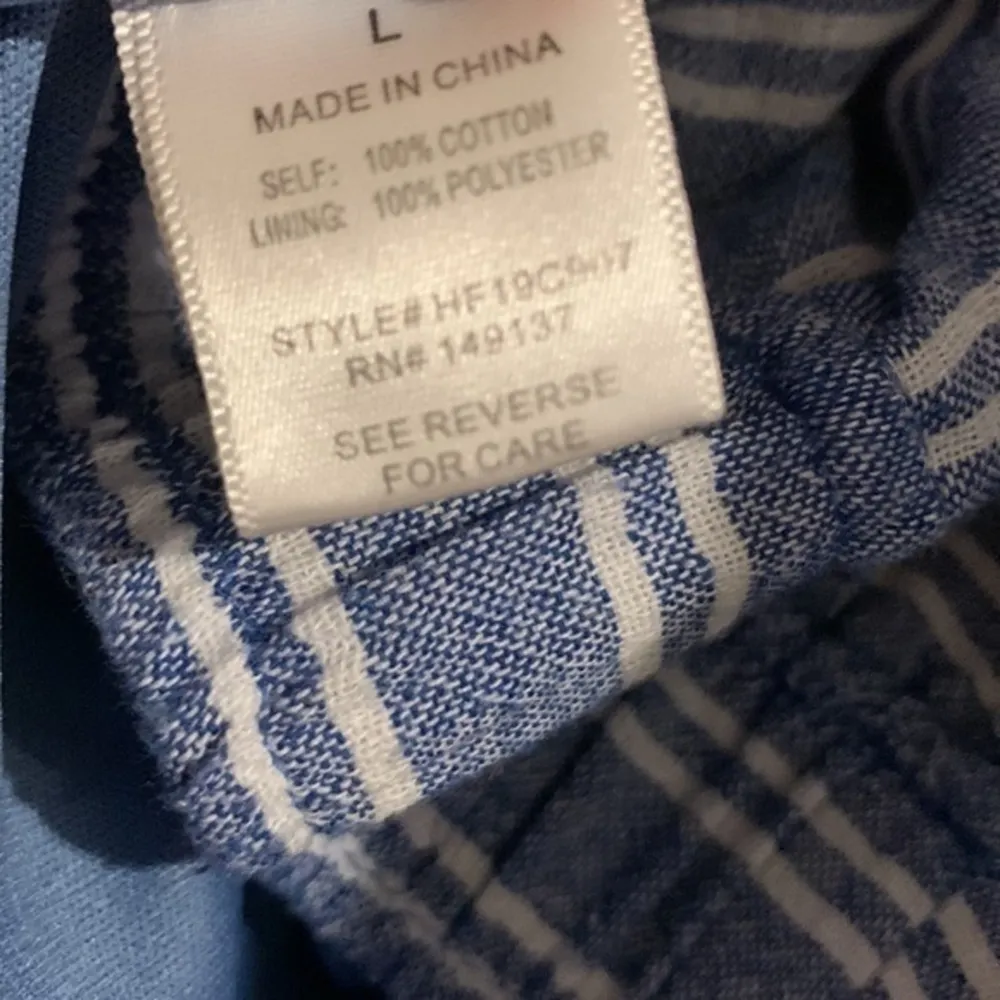 L
MADE IN CHINA
SELF: 100% COTTON
LINING: 100% POLYESTER
STYLE#
RN# 149137
SEE REVERSE
FOR CARE